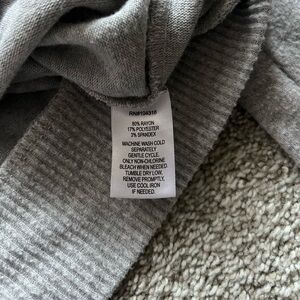 80% RAYON
17% POLYESTER
3% SPANDEX
MACHINE WASH COLD
SEPARATELY
GENTLE CYCLE.
ONLY NON-CHLORINE
BLEACH WHEN NEEDED
TUMBLE DRY LOW.
REMOVE PROMPTLY.
USE COOL IRON
IF NEEDED.